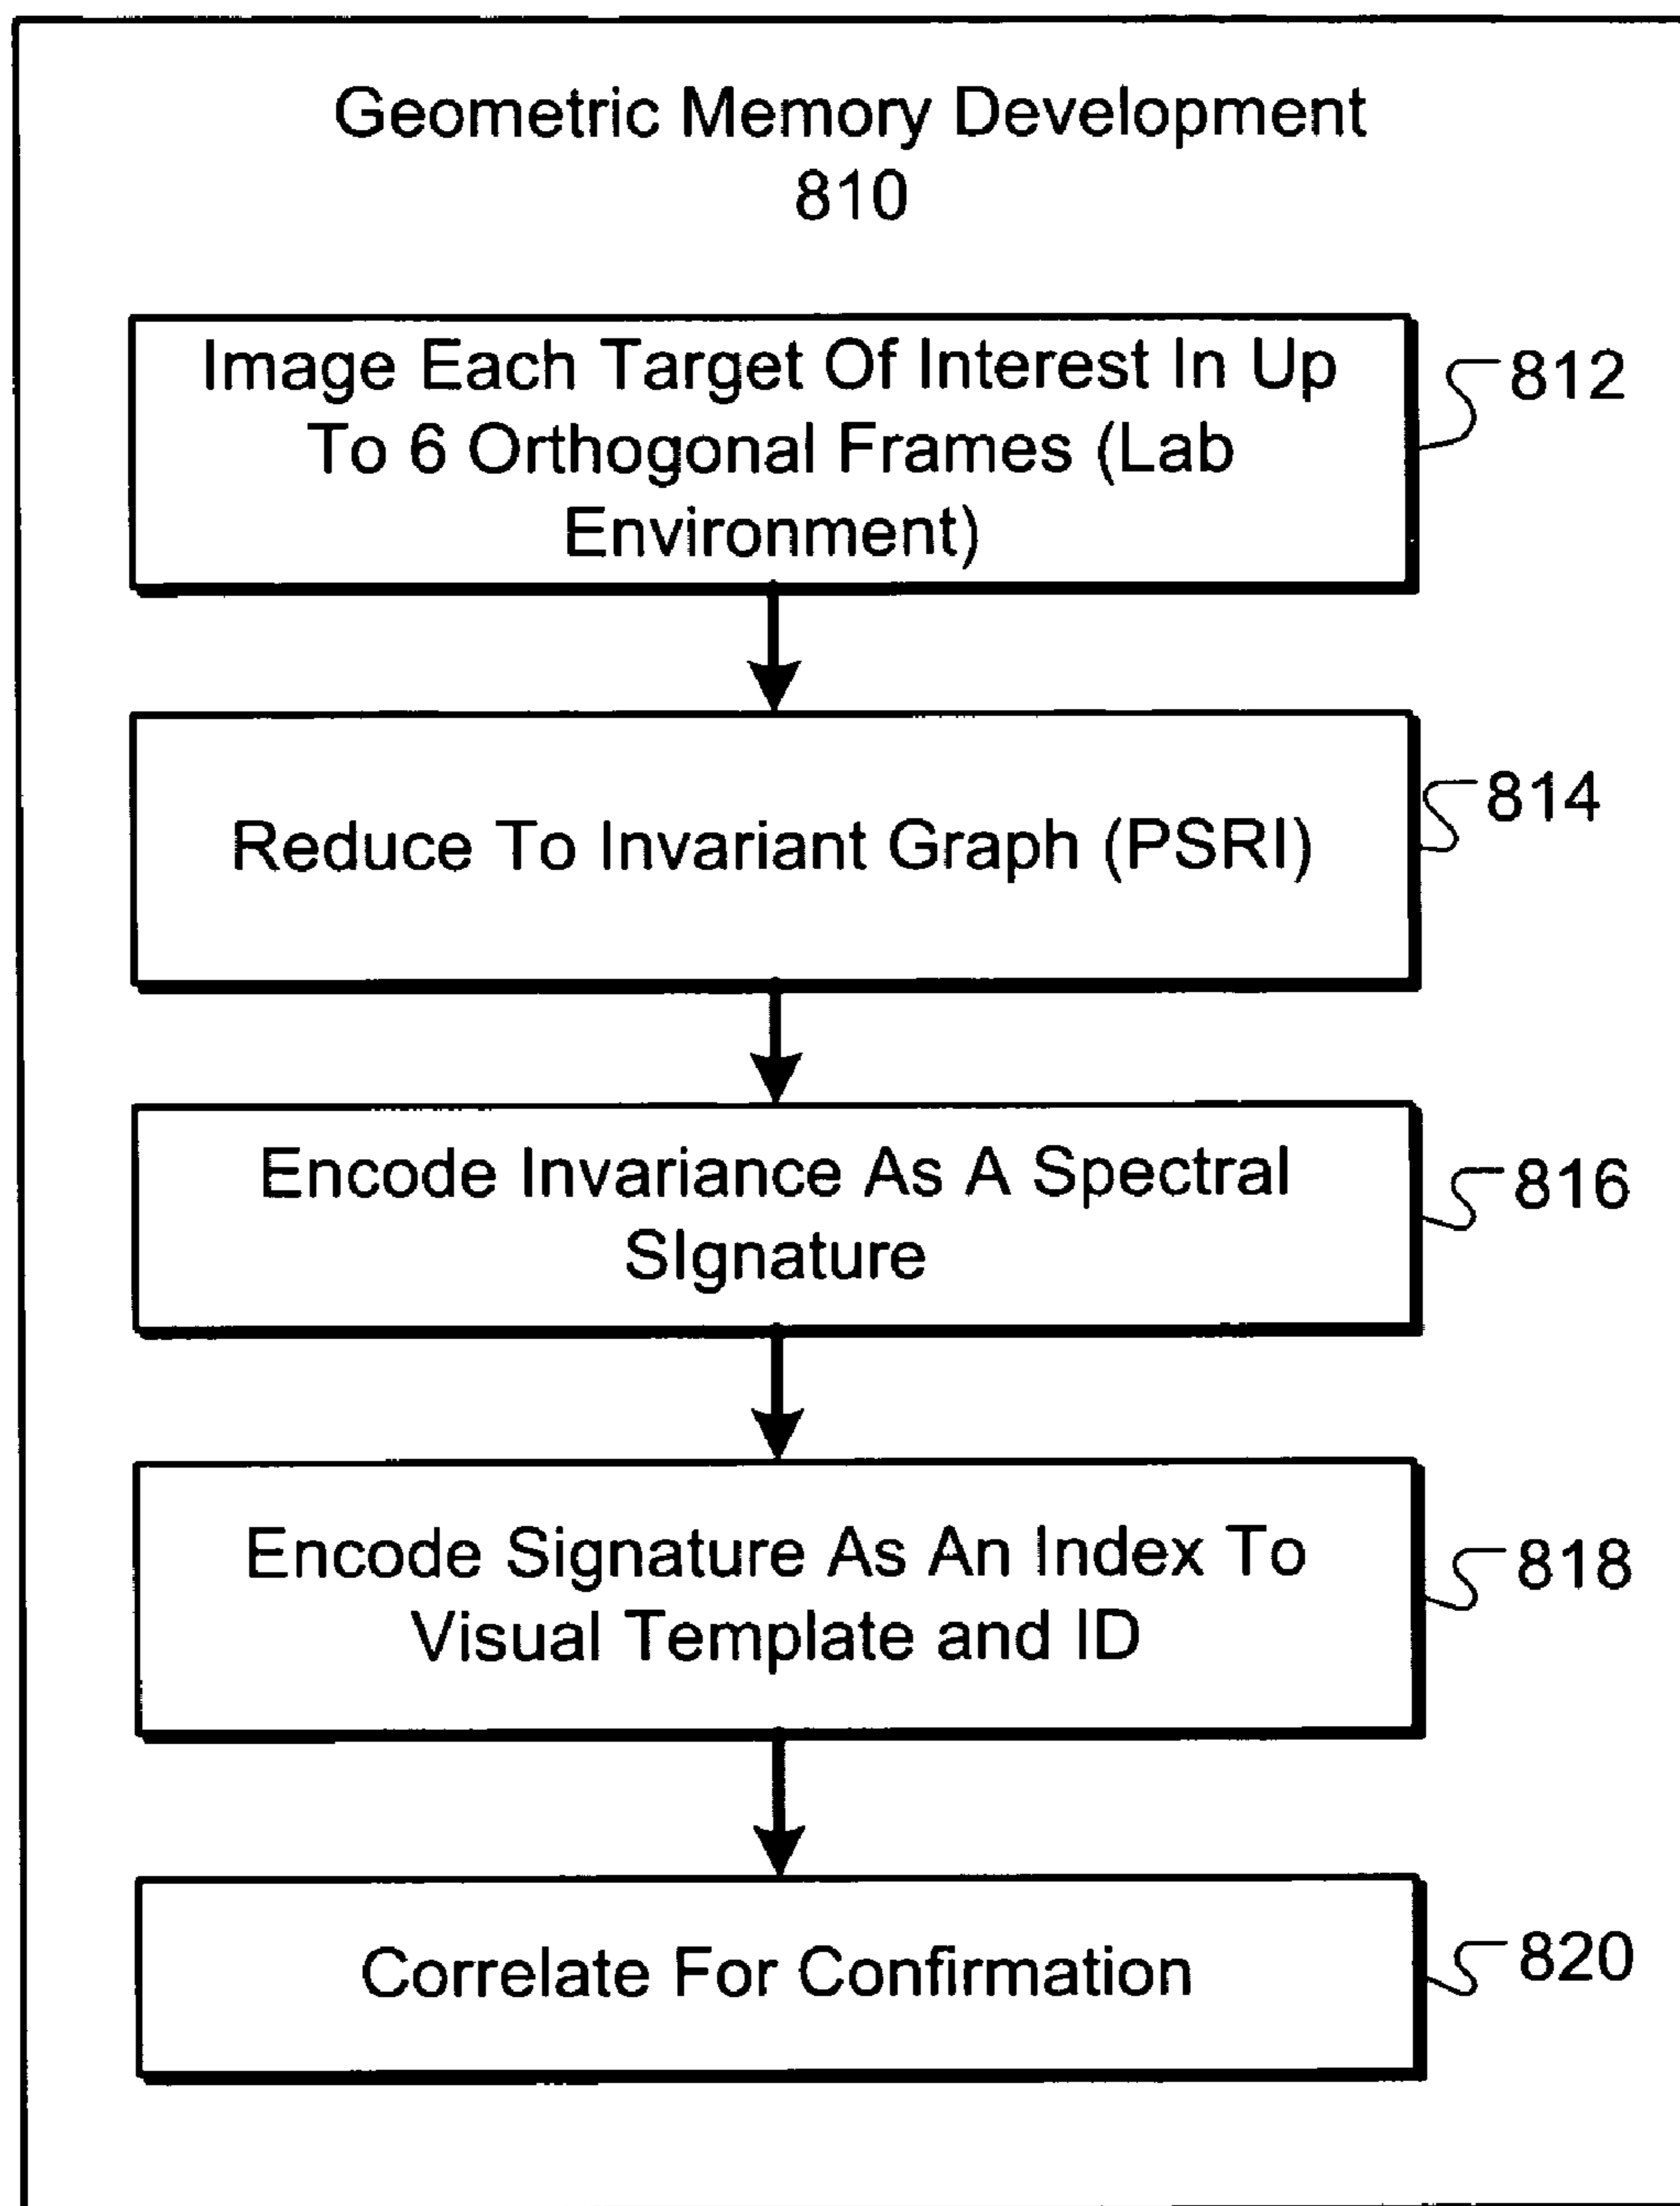 Geometric Memory Development
810
Image Each Target Of Interest In Up
To 6 Orthogonal Frames (Lab
Environment)
812
Reduce To Invariant Graph (PSRI)
814
Encode Invariance As A Spectral
SIgnature
816
Encode Signature As An Index To
Visual Template and ID
818
Correlate For Confirmation
820